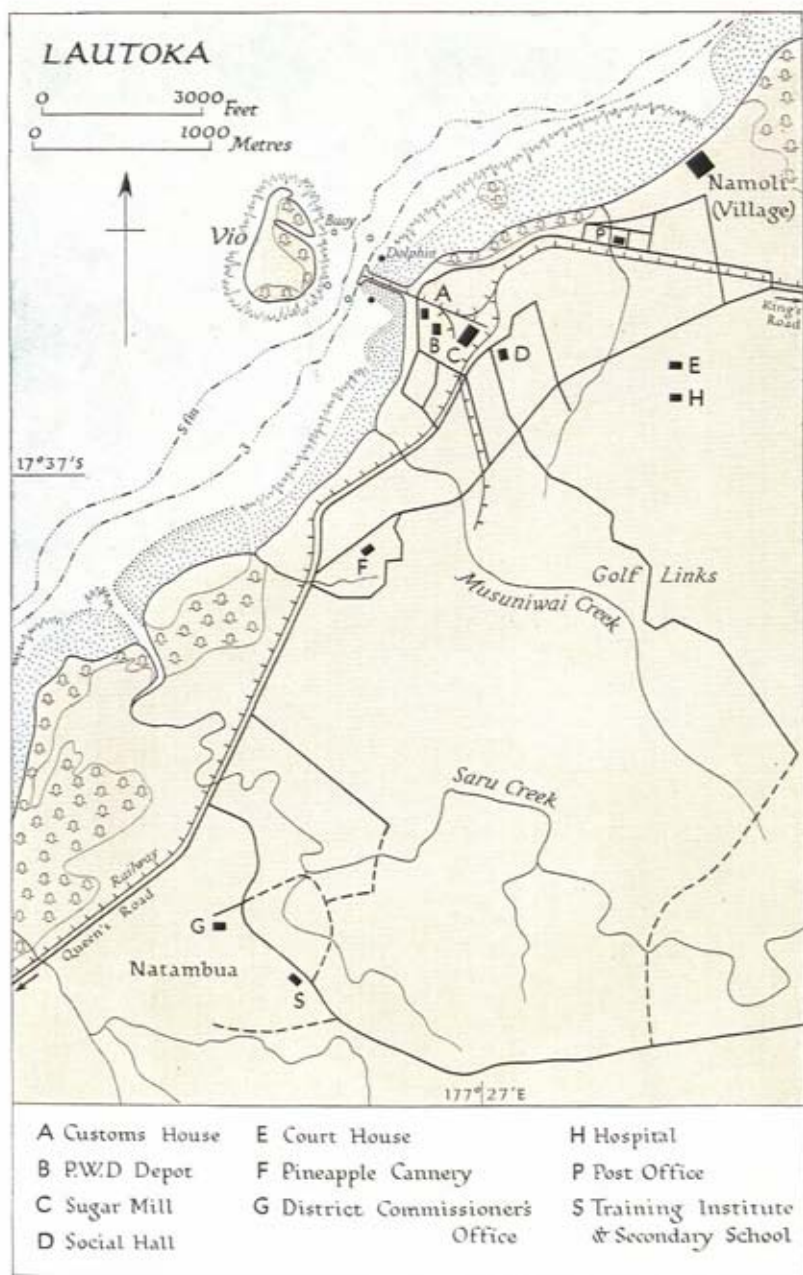 LAUTOKA
0 3000 Feet
0 1000 Metres
Namoli
(Village)
Vio
Buoy
Dolphin
P
King's
Road
A
B
C
D
E
H
5 fm
3
17°37'S
F
Golf Links
Musuniwai Creek
Saru Creek
Railway
Queen's Road
G
Natambua
S
177°27'E
A Customs House
B P.W.D Depot
C Sugar Mill
D Social Hall
E Court House
F Pineapple Cannery
G District Commissioner's
Office
H Hospital
P Post Office
S Training Institute
& Secondary School